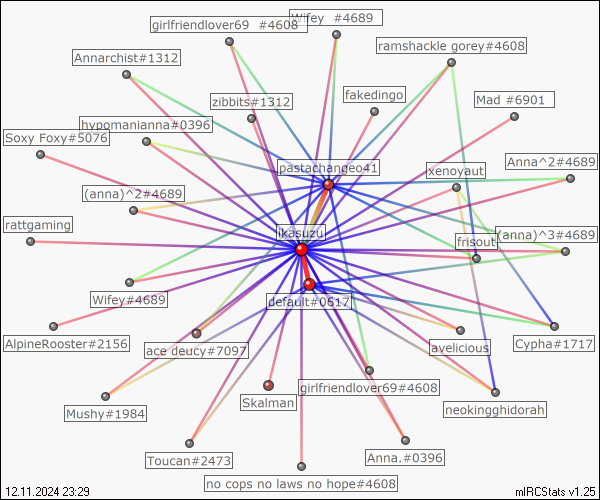 girlfriendlover69 #4608
Wifey #4689
ramshackle gorey#4608
Annarchist#1312
zibbits#1312
fakedingo
Mad #6901
hypomanianna#0396
Soxy Foxy#5076
pastachangeo41
xenoyaut
Anna^2#4689
(anna)^2#4689
rattgaming
ikasuzu
frisout
(anna)^3#4689
Wifey#4689
default#0617
AlpineRooster#2156
ace deucy#7097
avelicious
Cypha#1717
Mushy#1984
Skalman
girlfriendlover69#4608
neokingghidorah
Toucan#2473
Anna.#0396
no cops no laws no hope#4608
12.11.2024 23:29
mIRCStats v1.25